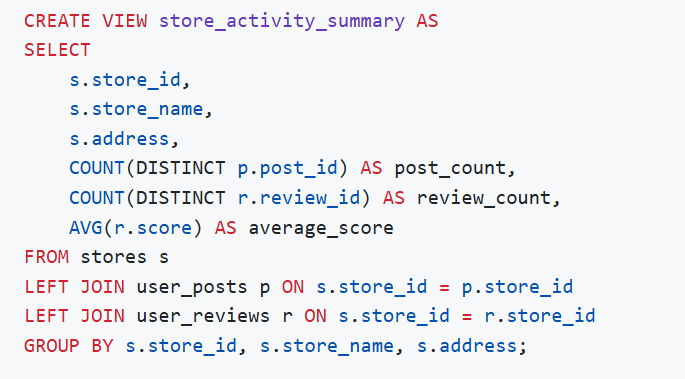 CREATE VIEW store_activity_summary AS
SELECT
    s.store_id,
    s.store_name,
    s.address,
    COUNT(DISTINCT p.post_id) AS post_count,
    COUNT(DISTINCT r.review_id) AS review_count,
    AVG(r.score) AS average_score
FROM stores s
LEFT JOIN user_posts p ON s.store_id = p.store_id
LEFT JOIN user_reviews r ON s.store_id = r.store_id
GROUP BY s.store_id, s.store_name, s.address;